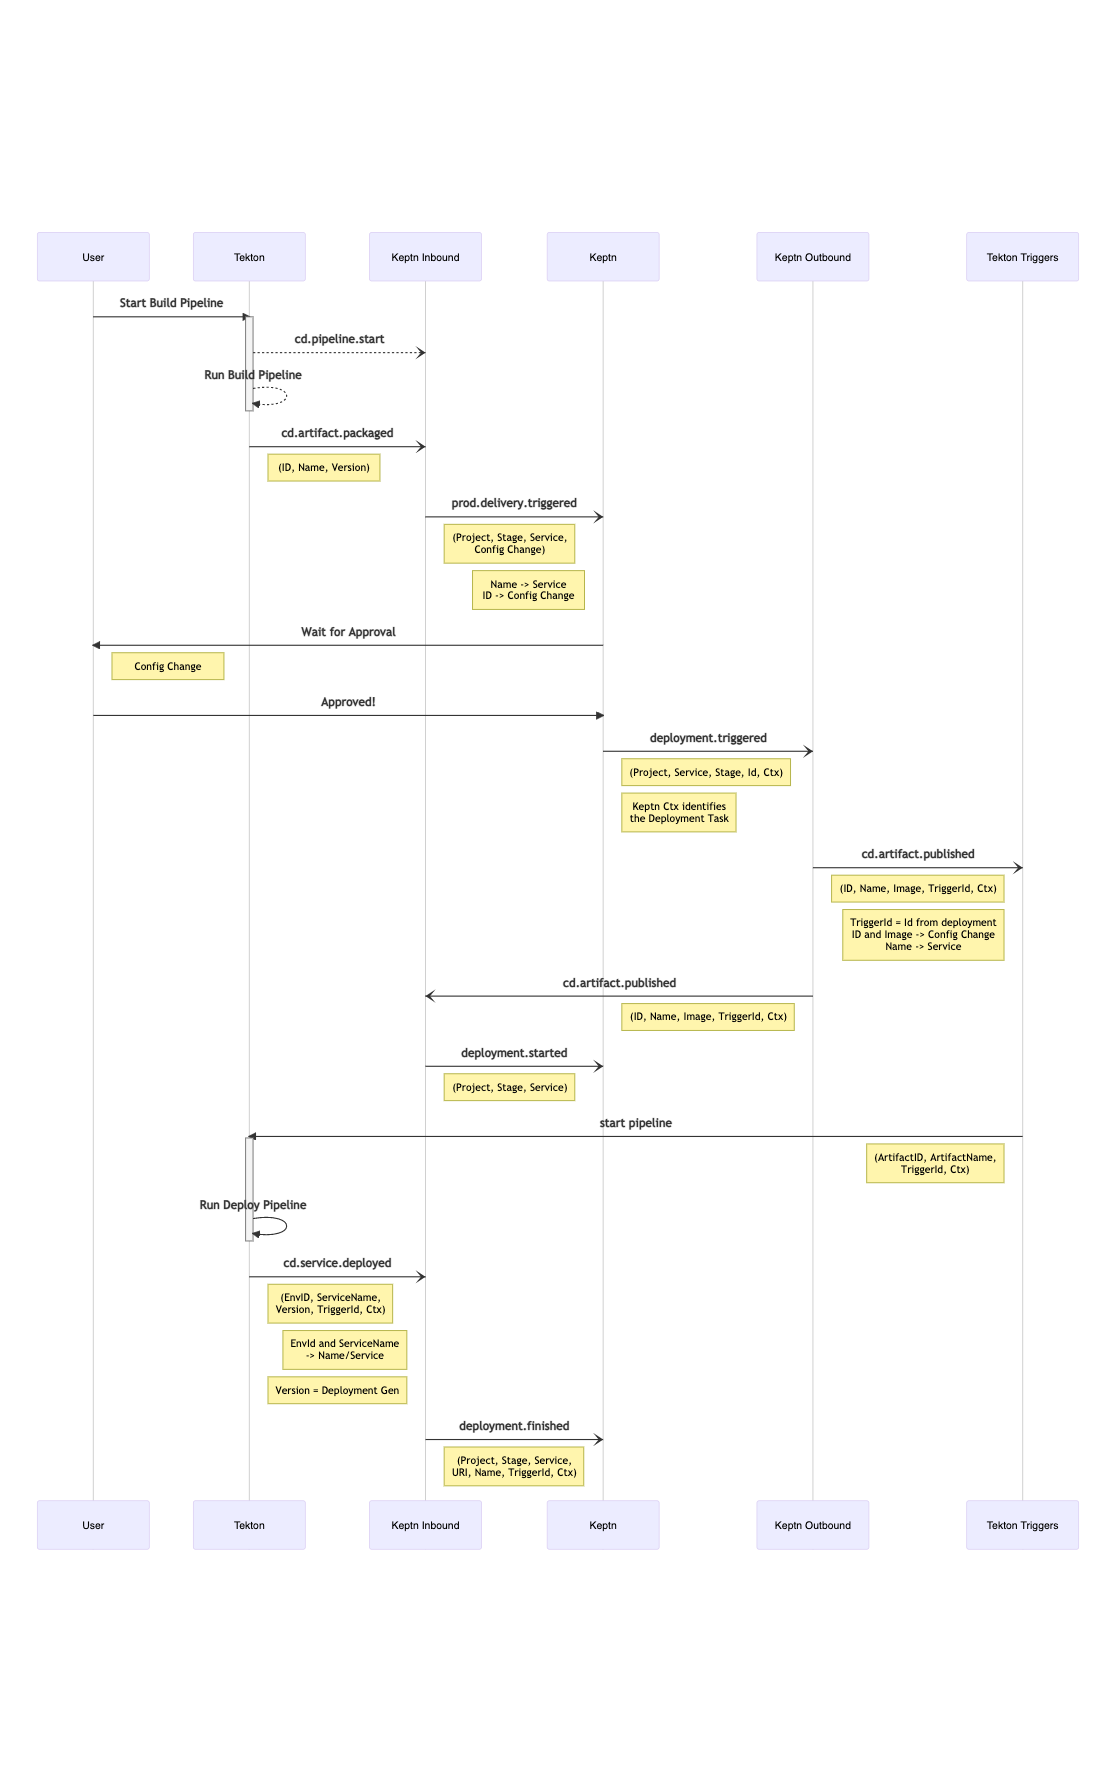 User
Tekton
Keptn Inbound
Keptn
Keptn Outbound
Tekton Triggers
Start Build Pipeline
cd.pipeline.start
Run Build Pipeline
cd.artifact.packaged
(ID, Name, Version)
prod.delivery.triggered
(Project, Stage, Service,
Config Change)
Name -> Service
ID -> Config Change
Wait for Approval
Config Change
Approved!
deployment.triggered
(Project, Service, Stage, Id, Ctx)
Keptn Ctx identifies
the Deployment Task
cd.artifact.published
(ID, Name, Image, TriggerId, Ctx)
TriggerId = Id from deployment
ID and Image -> Config Change
Name -> Service
cd.artifact.published
(ID, Name, Image, TriggerId, Ctx)
deployment.started
(Project, Stage, Service)
start pipeline
(ArtifactID, ArtifactName,
TriggerId, Ctx)
Run Deploy Pipeline
cd.service.deployed
(EnvID, ServiceName,
Version, TriggerId, Ctx)
EnvId and ServiceName
-> Name/Service
Version = Deployment Gen
deployment.finished
(Project, Stage, Service,
URI, Name, TriggerId, Ctx)
User
Tekton
Keptn Inbound
Keptn
Keptn Outbound
Tekton Triggers